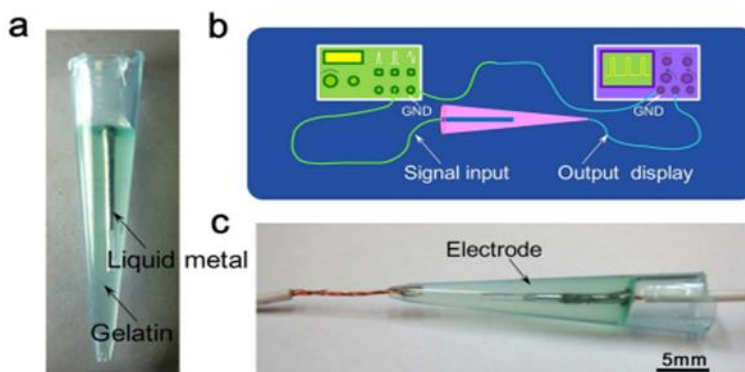 a
b
GND
GND
Signal input
Output display
Liquid metal
Gelatin
c
Electrode
5mm